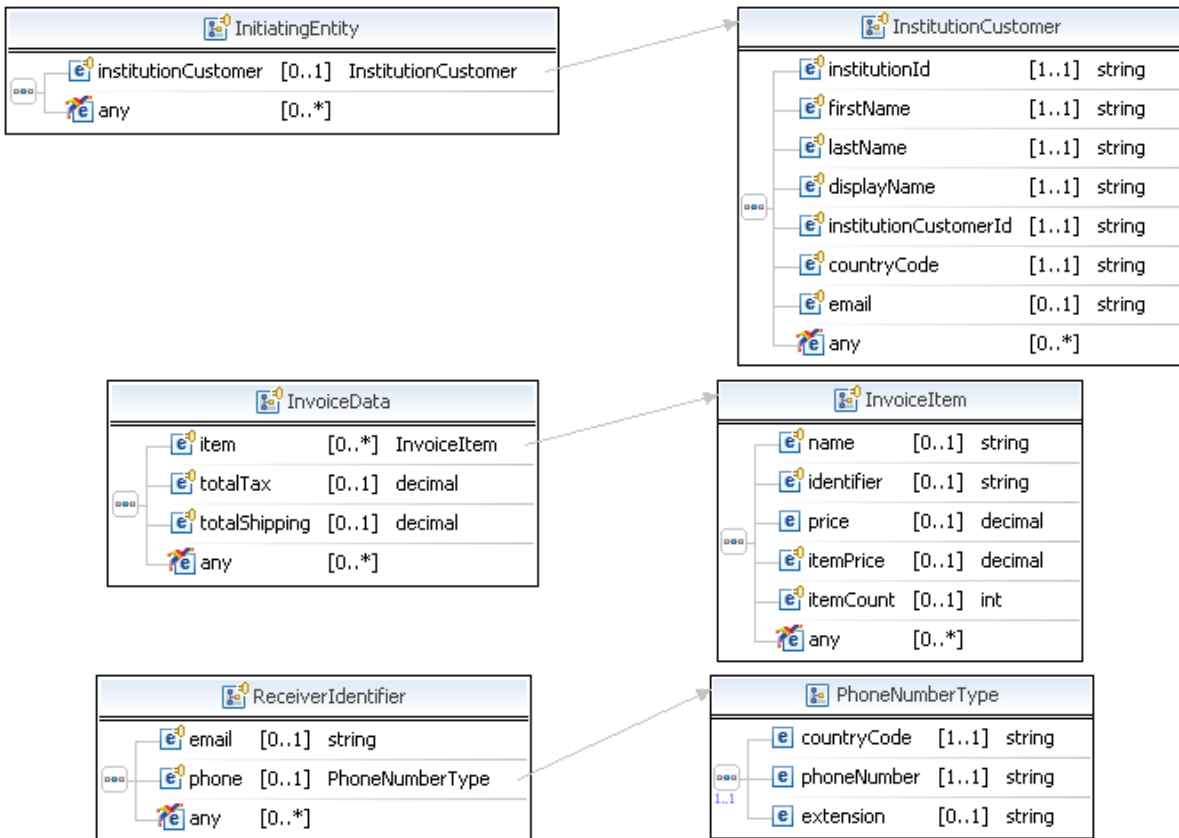 InitiatingEntity
institutionCustomer [0..1] InstitutionCustomer
any [0..*]
InstitutionCustomer
institutionId [1..1] string
firstName [1..1] string
lastName [1..1] string
displayName [1..1] string
institutionCustomerId [1..1] string
countryCode [1..1] string
email [0..1] string
any [0..*]
InvoiceData
item [0..*] InvoiceItem
totalTax [0..1] decimal
totalShipping [0..1] decimal
any [0..*]
InvoiceItem
name [0..1] string
identifier [0..1] string
price [0..1] decimal
itemPrice [0..1] decimal
itemCount [0..1] int
any [0..*]
ReceiverIdentifier
email [0..1] string
phone [0..1] PhoneNumberType
any [0..*]
PhoneNumberType
countryCode [1..1] string
phoneNumber [1..1] string
1..1
extension [0..1] string